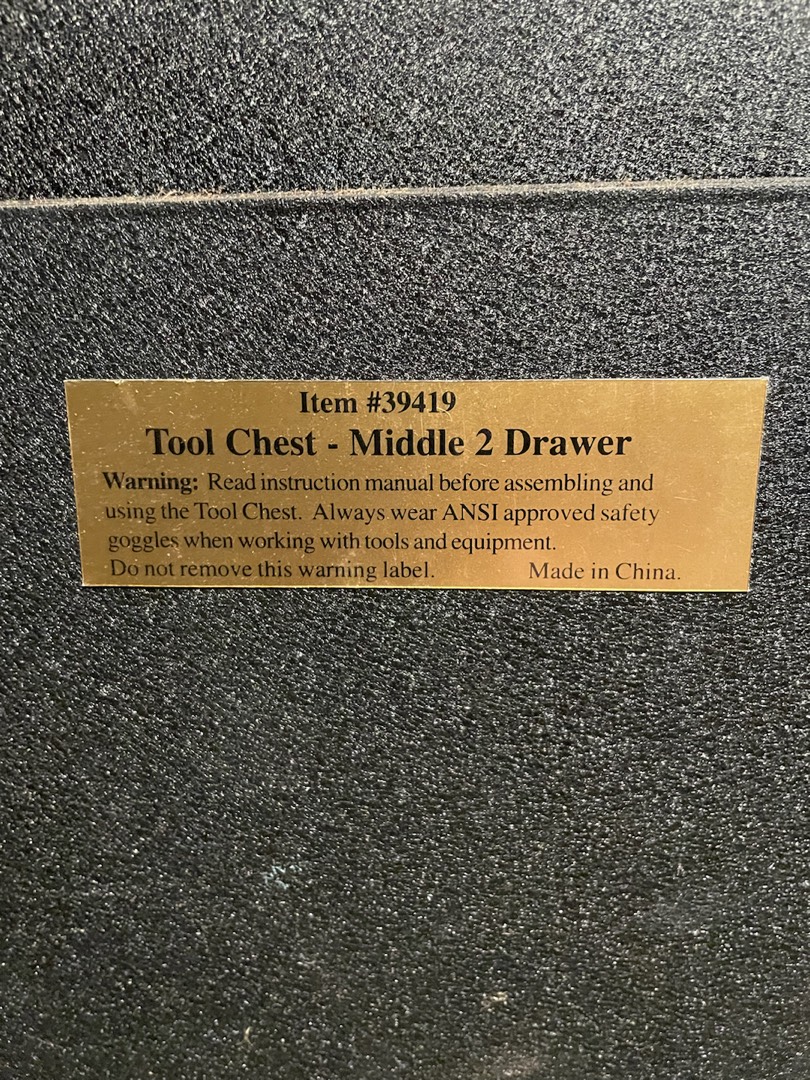 Item #39419
Tool Chest - Middle 2 Drawer
Warning: Read instruction manual before assembling and
using the Tool Chest. Always wear ANSI approved safety
goggles when working with tools and equipment.
Do not remove this warning label. Made in China.